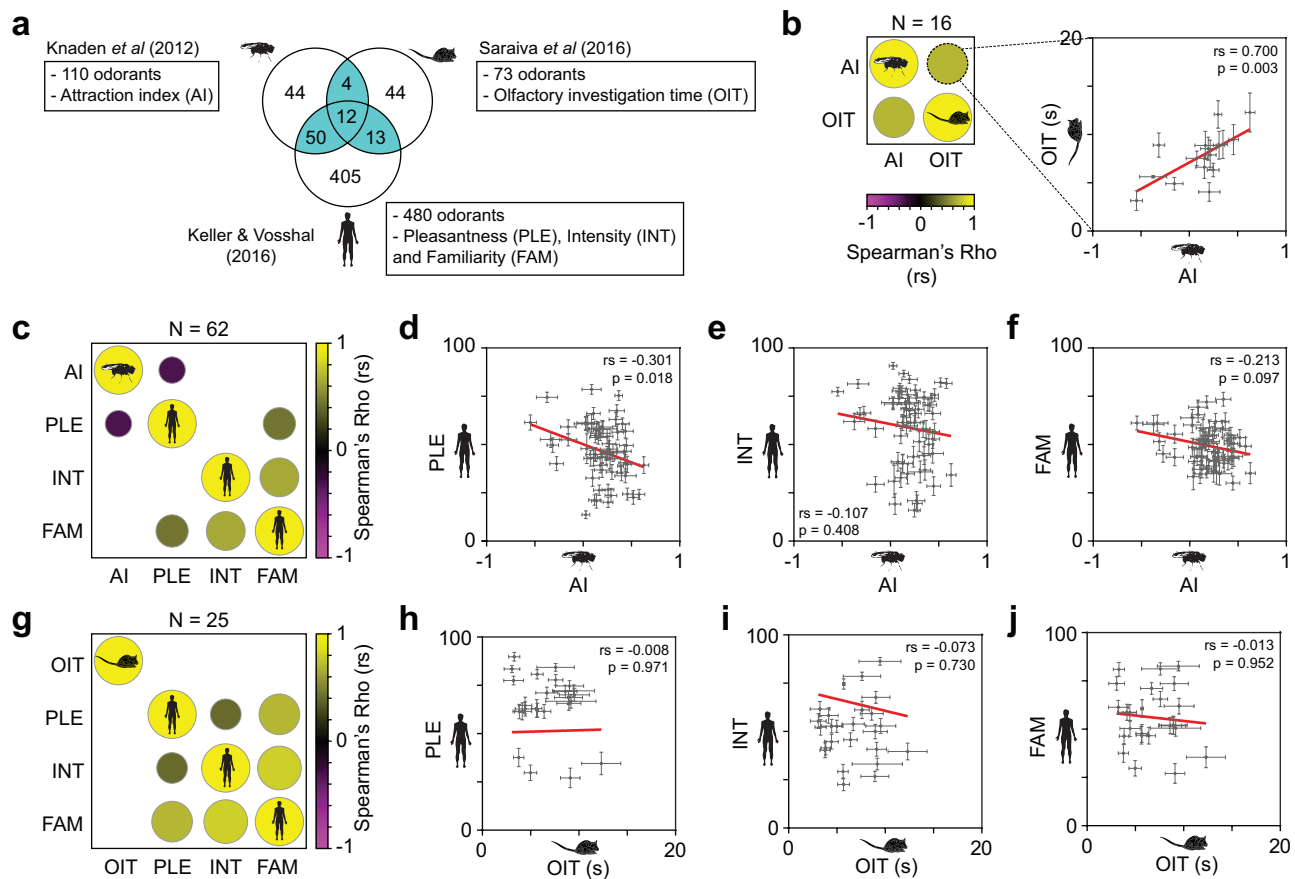 a
Knaden et al (2012)
- 110 odorants
- Attraction index (AI)
Saraiva et al (2016)
- 73 odorants
- Olfactory investigation time (OIT)
44
4
44
12
50
13
405
Keller & Vosshal
(2016)
- 480 odorants
- Pleasantness (PLE), Intensity (INT)
and Familiarity (FAM)
b
N = 16
AI
OIT
AI OIT
-1 0 1
Spearman's Rho
(rs)
20
rs = 0.700
p = 0.003
OIT (s)
0
-1 1
AI
c
N = 62
AI
PLE
INT
FAM
AI PLE INT FAM
1
0
-1
Spearman's Rho (rs)
d
100
rs = -0.301
p = 0.018
PLE
0
-1 1
AI
e
100
INT
rs = -0.107
p = 0.408
0
-1 1
AI
f
100
rs = -0.213
p = 0.097
FAM
0
-1 1
AI
g
N = 25
OIT
PLE
INT
FAM
OIT PLE INT FAM
1
0
-1
Spearman's Rho (rs)
h
100
rs = -0.008
p = 0.971
PLE
0
0 20
OIT (s)
i
100
rs = -0.073
p = 0.730
INT
0
0 20
OIT (s)
j
100
rs = -0.013
p = 0.952
FAM
0
0 20
OIT (s)